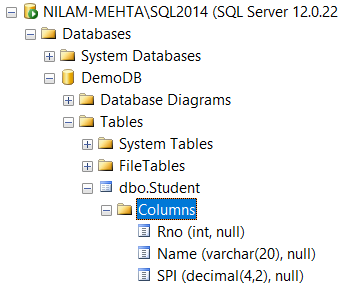 NILAM-MEHTA\SQL2014 (SQL Server 12.0.22
Databases
System Databases
DemoDB
Database Diagrams
Tables
System Tables
FileTables
dbo.Student
Columns
Rno (int, null)
Name (varchar(20), null)
SPI (decimal(4,2), null)